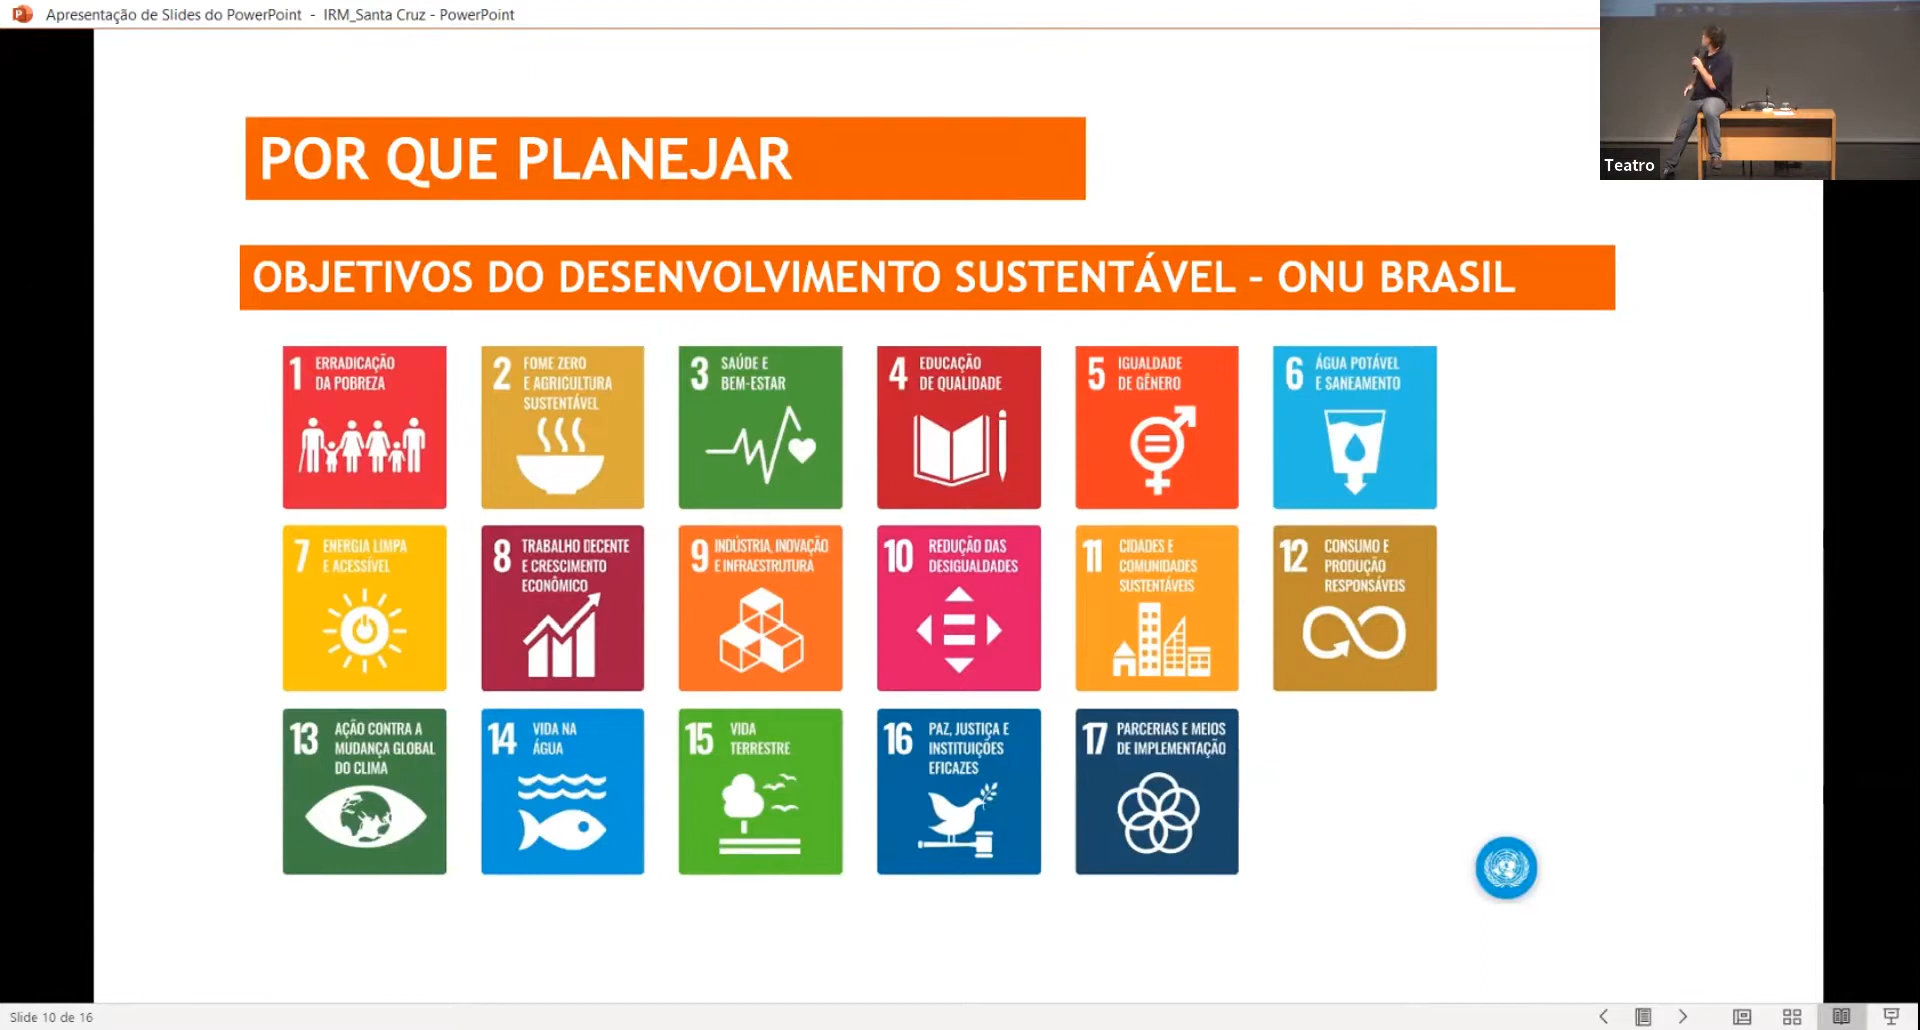 Apresentação de Slides do PowerPoint - IRM_Santa Cruz - PowerPoint
Teatro
POR QUE PLANEJAR
OBJETIVOS DO DESENVOLVIMENTO SUSTENTÁVEL - ONU BRASIL
1 ERRADICAÇÃO
DA POBREZA
2 FOME ZERO
E AGRICULTURA
SUSTENTÁVEL
3 SAÚDE E
BEM-ESTAR
4 EDUCAÇÃO
DE QUALIDADE
5 IGUALDADE
DE GÊNERO
6 ÁGUA POTÁVEL
E SANEAMENTO
7 ENERGIA LIMPA
E ACESSÍVEL
8 TRABALHO DECENTE
E CRESCIMENTO
ECONÔMICO
9 INDÚSTRIA, INOVAÇÃO
E INFRAESTRUTURA
10 REDUÇÃO DAS
DESIGUALDADES
11 CIDADES E
COMUNIDADES
SUSTENTÁVEIS
12 CONSUMO E
PRODUÇÃO
RESPONSÁVEIS
13 AÇÃO CONTRA A
MUDANÇA GLOBAL
DO CLIMA
14 VIDA NA
ÁGUA
15 VIDA
TERRESTRE
16 PAZ, JUSTIÇA E
INSTITUIÇÕES
EFICAZES
17 PARCERIAS E MEIOS
DE IMPLEMENTAÇÃO
Slide 10 de 16